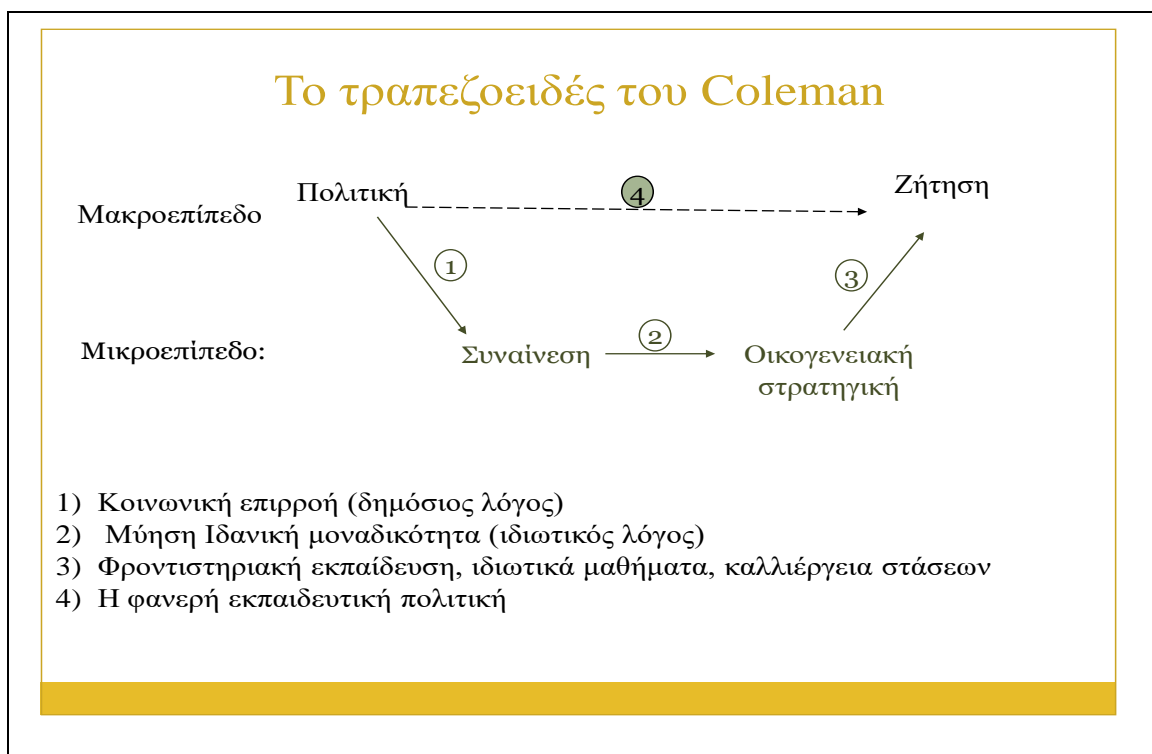 Το τραπεζοειδές του Coleman
Πολιτική
4
Ζήτηση
Μακροεπίπεδο
1
3
Μικροεπίπεδο:
Συναίνεση
2
Οικογενειακή
στρατηγική
1) Κοινωνική επιρροή (δημόσιος λόγος)
2) Μύηση Ιδανική μοναδικότητα (ιδιωτικός λόγος)
3) Φροντιστηριακή εκπαίδευση, ιδιωτικά μαθήματα, καλλιέργεια στάσεων
4) Η φανερή εκπαιδευτική πολιτική